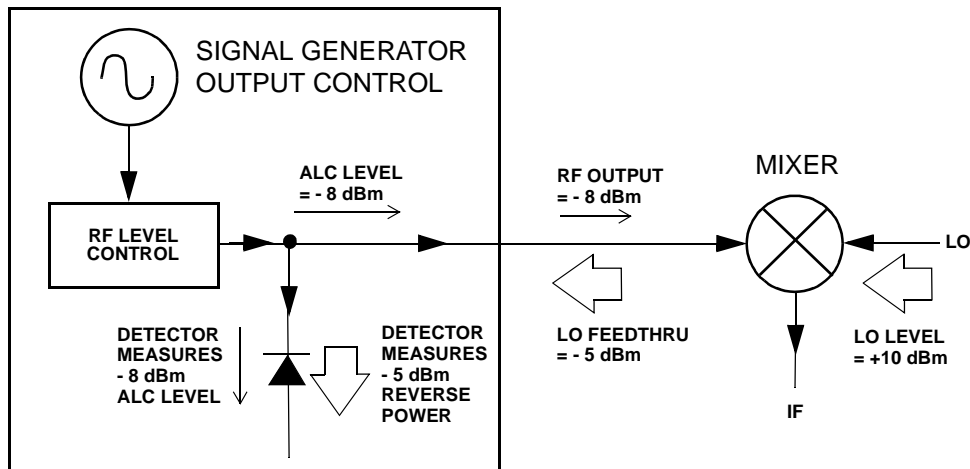 SIGNAL GENERATOR
OUTPUT CONTROL
ALC LEVEL
= - 8 dBm
RF OUTPUT
= - 8 dBm
MIXER
RF LEVEL
CONTROL
LO
DETECTOR
MEASURES
- 8 dBm
ALC LEVEL
DETECTOR
MEASURES
- 5 dBm
REVERSE
POWER
LO FEEDTHRU
= - 5 dBm
LO LEVEL
= +10 dBm
IF